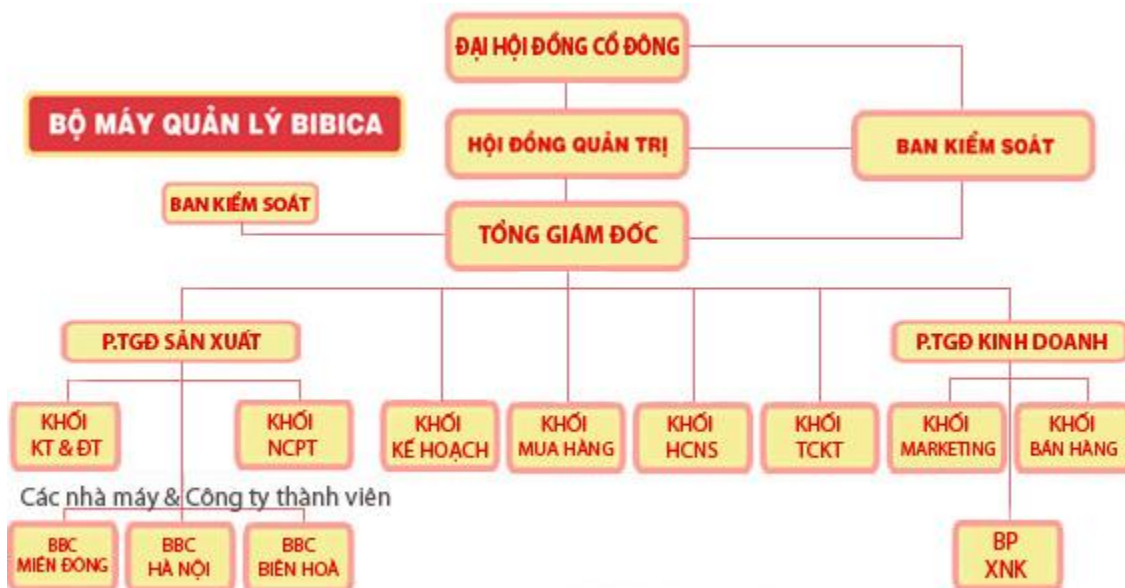 ĐẠI HỘI ĐỒNG CỔ ĐÔNG
BỘ MÁY QUẢN LÝ BIBICA
HỘI ĐỒNG QUẢN TRỊ
BAN KIỂM SOÁT
BAN KIỂM SOÁT
TỔNG GIÁM ĐỐC
P.TGĐ SẢN XUẤT
P.TGĐ KINH DOANH
KHỐI
KT & ĐT
KHỐI
NCPT
KHỐI
KẾ HOẠCH
KHỐI
MUA HÀNG
KHỐI
HCNS
KHỐI
TCKT
KHỐI
MARKETING
KHỐI
BÁN HÀNG
Các nhà máy & Công ty thành viên
BBC
MIỀN ĐÔNG
BBC
HÀ NỘI
BBC
BIÊN HOÀ
BP
XNK